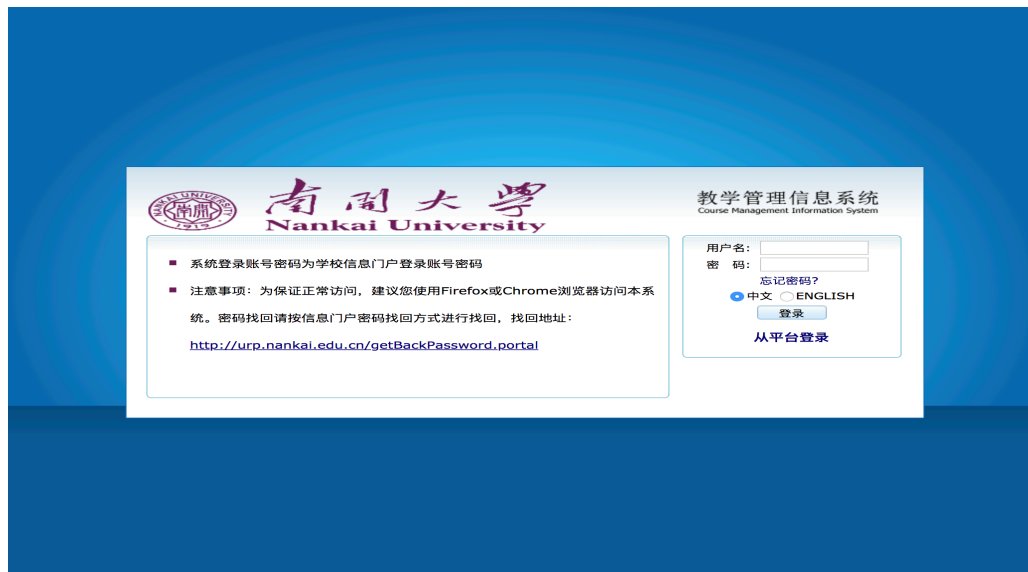 NANKAI UNIVERSITY
南開
1919
南開大學
Nankai University
教学管理信息系统
Course Management Information System
系统登录账号密码为学校信息门户登录账号密码
注意事项：为保证正常访问，建议您使用Firefox或Chrome浏览器访问本系
统。密码找回请按信息门户密码找回方式进行找回，找回地址：
http://urp.nankai.edu.cn/getBackPassword.portal
用户名：
密 码：
忘记密码?
中文 ENGLISH
登录
从平台登录